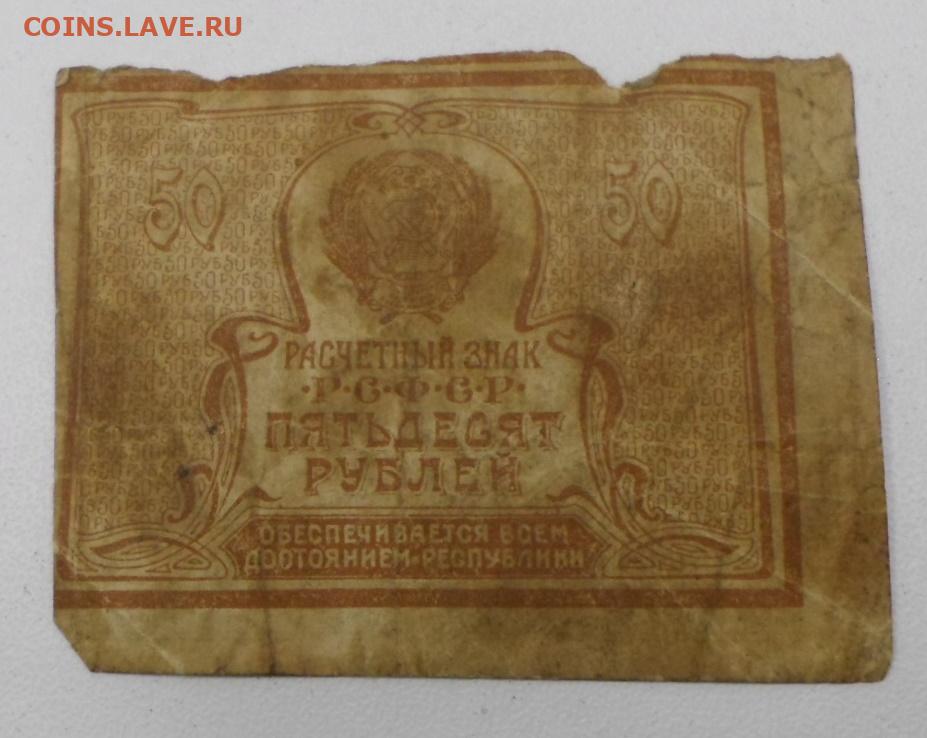 COINS.LAVE.RU
50 50
РАСЧЕТНЫЙ ЗНАК
·Р·С·Ф·С·Р·
ПЯТЬДЕСЯТ
РУБЛЕЙ
ОБЕСПЕЧИВАЕТСЯ ВСЕМ
ДОСТОЯНИЕМ·РЕСПУБЛИКИ